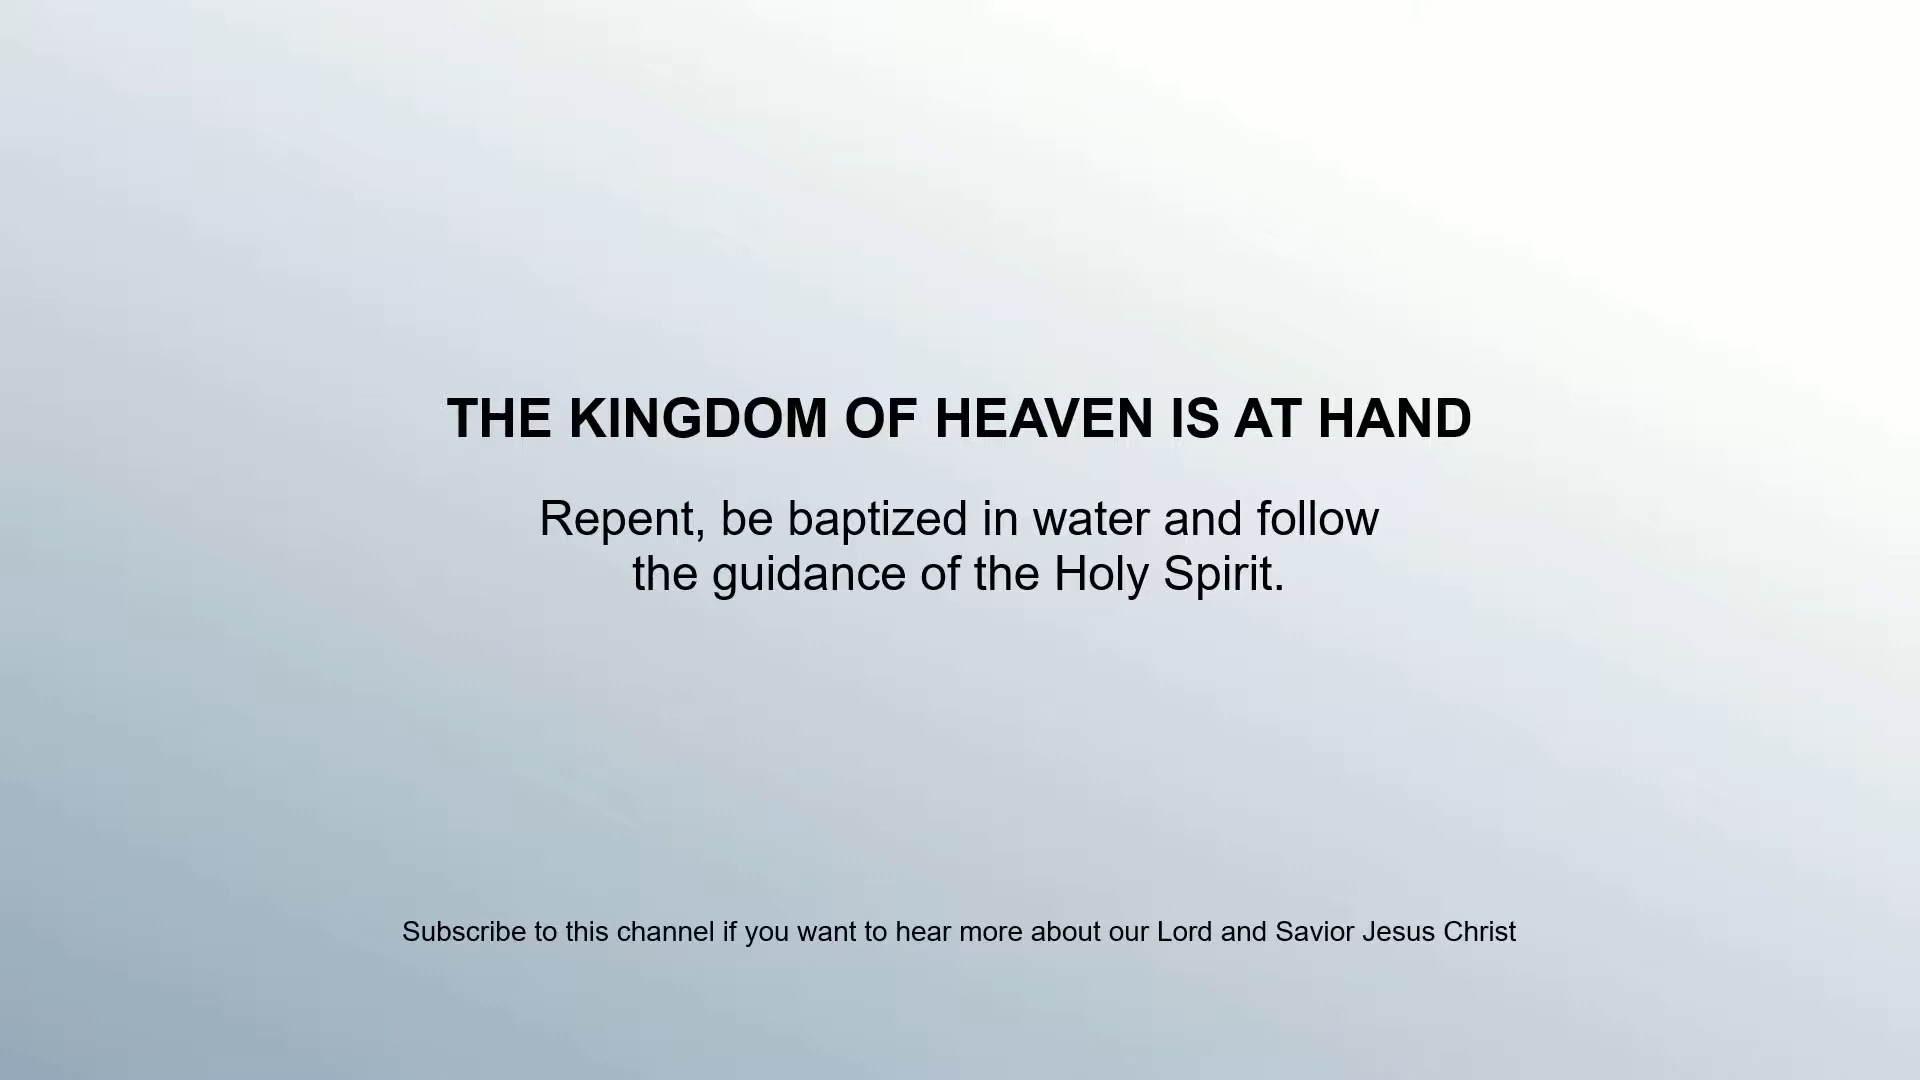 THE KINGDOM OF HEAVEN IS AT HAND
Repent, be baptized in water and follow
the guidance of the Holy Spirit.
Subscribe to this channel if you want to hear more about our Lord and Savior Jesus Christ